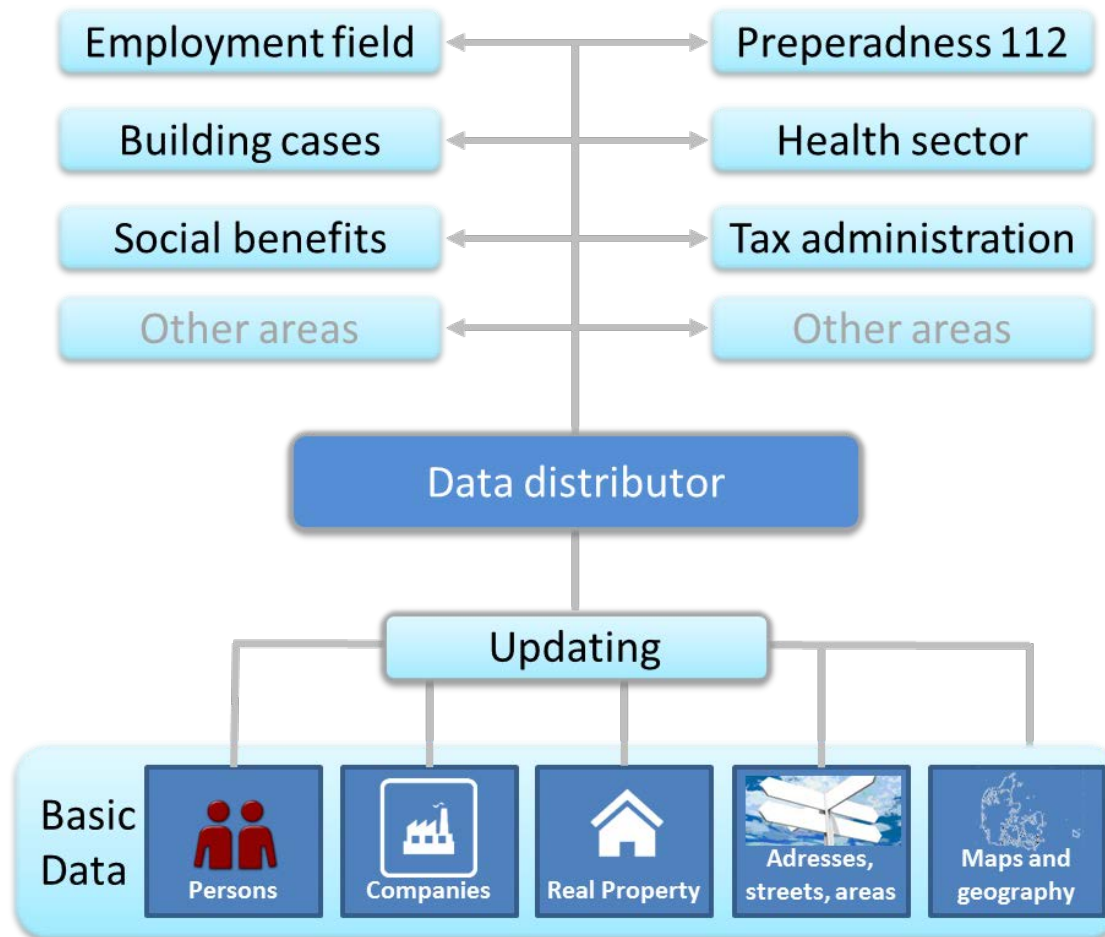 Employment field
Preperadness 112
Building cases
Health sector
Social benefits
Tax administration
Other areas
Other areas
Data distributor
Updating
Basic
Data
Persons
Companies
Real Property
Adresses,
streets, areas
Maps and
geography